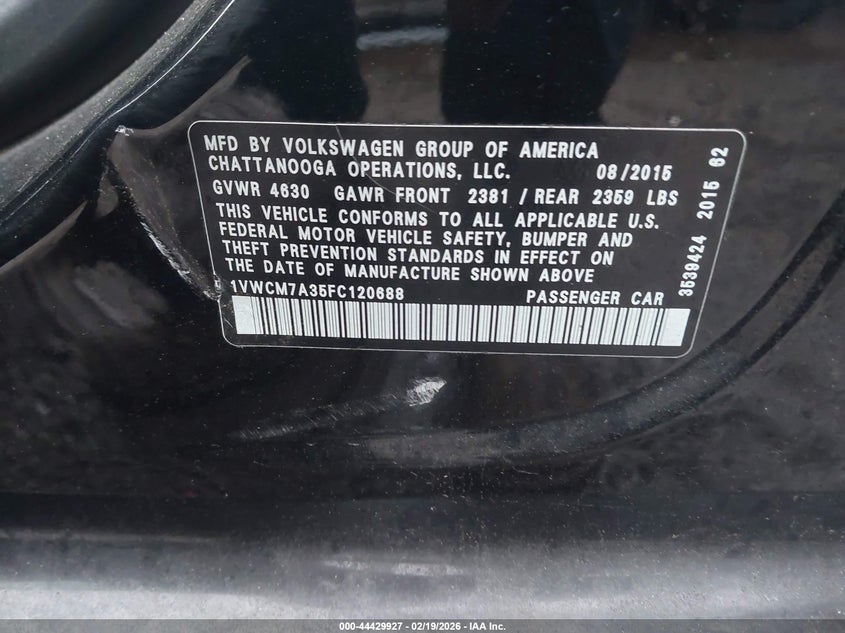 MFD BY VOLKSWAGEN GROUP OF AMERICA
CHATTANOOGA OPERATIONS, LLC. 08/2015
GVWR 4630 GAWR FRONT 2381 / REAR 2359 LBS
THIS VEHICLE CONFORMS TO ALL APPLICABLE U.S.
FEDERAL MOTOR VEHICLE SAFETY, BUMPER AND
THEFT PREVENTION STANDARDS IN EFFECT ON
THE DATE OF MANUFACTURE SHOWN ABOVE
1VWCM7A35FC120688 PASSENGER CAR
3539424 2015 62
000-44429927 - 02/19/2026 - IAA Inc.